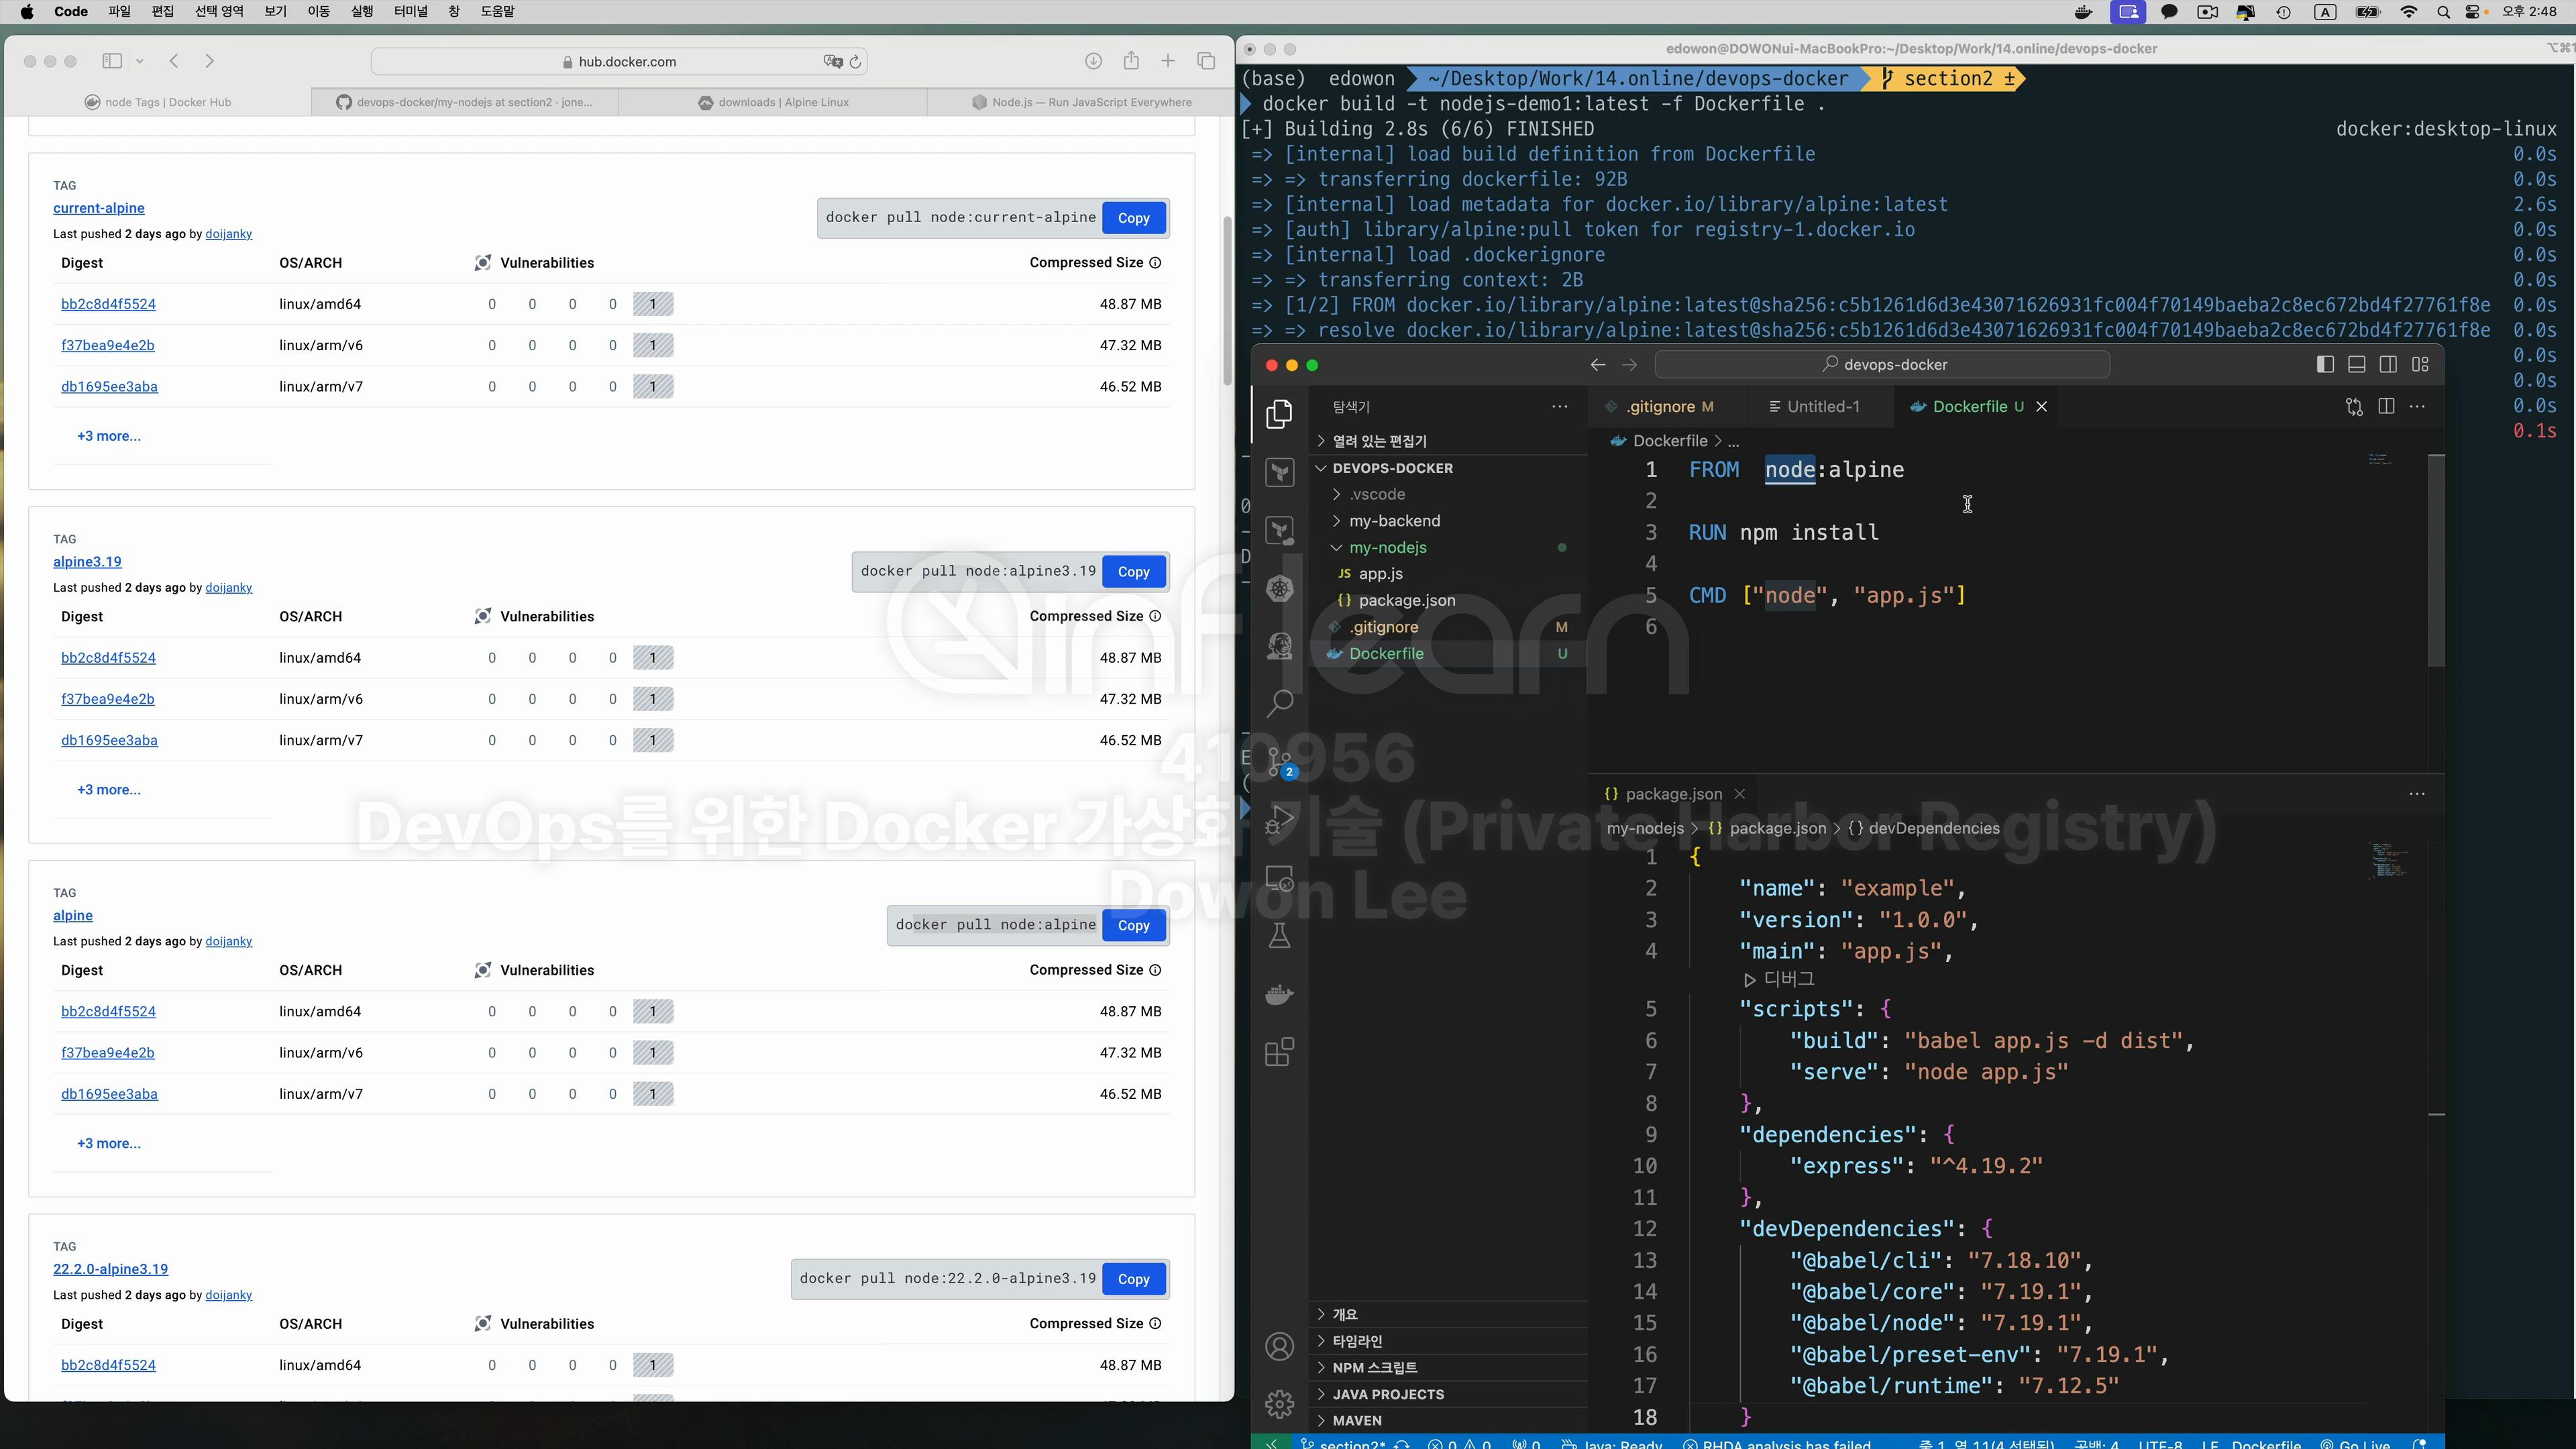 Code 파일 편집 선택 영역 보기 이동 실행 터미널 창 도움말
A 오후 2:48
hub.docker.com
node Tags | Docker Hub
devops-docker/my-nodejs at section2 · jone...
downloads | Alpine Linux
Node.js — Run JavaScript Everywhere
TAG
current-alpine
docker pull node:current-alpine Copy
Last pushed 2 days ago by doijanky
Digest OS/ARCH Vulnerabilities Compressed Size
bb2c8d4f5524 linux/amd64 0 0 0 0 1 48.87 MB
f37bea9e4e2b linux/arm/v6 0 0 0 0 1 47.32 MB
db1695ee3aba linux/arm/v7 0 0 0 0 1 46.52 MB
+3 more...
TAG
alpine3.19
docker pull node:alpine3.19 Copy
Last pushed 2 days ago by doijanky
Digest OS/ARCH Vulnerabilities Compressed Size
bb2c8d4f5524 linux/amd64 0 0 0 0 1 48.87 MB
f37bea9e4e2b linux/arm/v6 0 0 0 0 1 47.32 MB
db1695ee3aba linux/arm/v7 0 0 0 0 1 46.52 MB
+3 more...
TAG
alpine
docker pull node:alpine Copy
Last pushed 2 days ago by doijanky
Digest OS/ARCH Vulnerabilities Compressed Size
bb2c8d4f5524 linux/amd64 0 0 0 0 1 48.87 MB
f37bea9e4e2b linux/arm/v6 0 0 0 0 1 47.32 MB
db1695ee3aba linux/arm/v7 0 0 0 0 1 46.52 MB
+3 more...
TAG
22.2.0-alpine3.19
docker pull node:22.2.0-alpine3.19 Copy
Last pushed 2 days ago by doijanky
Digest OS/ARCH Vulnerabilities Compressed Size
bb2c8d4f5524 linux/amd64 0 0 0 0 1 48.87 MB
edowon@DOWONui-MacBookPro:~/Desktop/Work/14.online/devops-docker
(base) edowon ~/Desktop/Work/14.online/devops-docker section2 ±
docker build -t nodejs-demo1:latest -f Dockerfile .
[+] Building 2.8s (6/6) FINISHED docker:desktop-linux
=> [internal] load build definition from Dockerfile 0.0s
=> => transferring dockerfile: 92B 0.0s
=> [internal] load metadata for docker.io/library/alpine:latest 2.6s
=> [auth] library/alpine:pull token for registry-1.docker.io 0.0s
=> [internal] load .dockerignore 0.0s
=> => transferring context: 2B 0.0s
=> [1/2] FROM docker.io/library/alpine:latest@sha256:c5b1261d6d3e43071626931fc004f70149baeba2c8ec672bd4f27761f8e 0.0s
=> => resolve docker.io/library/alpine:latest@sha256:c5b1261d6d3e43071626931fc004f70149baeba2c8ec672bd4f27761f8e 0.0s
0.0s
0.0s
0.0s
0.1s
devops-docker
탐색기
열려 있는 편집기
DEVOPS-DOCKER
.vscode
my-backend
my-nodejs
JS app.js
{} package.json
.gitignore M
Dockerfile U
개요
타임라인
NPM 스크립트
JAVA PROJECTS
MAVEN
2
.gitignore M Untitled-1 Dockerfile U
Dockerfile > ...
1 FROM node:alpine
2
3 RUN npm install
4
5 CMD ["node", "app.js"]
6
{} package.json
my-nodejs > {} package.json > {} devDependencies
1 {
2 "name": "example",
3 "version": "1.0.0",
4 "main": "app.js",
디버그
5 "scripts": {
6 "build": "babel app.js -d dist",
7 "serve": "node app.js"
8 },
9 "dependencies": {
10 "express": "^4.19.2"
11 },
12 "devDependencies": {
13 "@babel/cli": "7.18.10",
14 "@babel/core": "7.19.1",
15 "@babel/node": "7.19.1",
16 "@babel/preset-env": "7.19.1",
17 "@babel/runtime": "7.12.5"
18 }
section2* 0 0 0 Java: Ready RHDA analysis has failed 줄 1, 열 11(4 선택됨) 공백: 4 UTF-8 LF Dockerfile Go Live
inflearn
410956
DevOps를 위한 Docker 가상화 기술 (Private Harbor Registry)
Dowon Lee